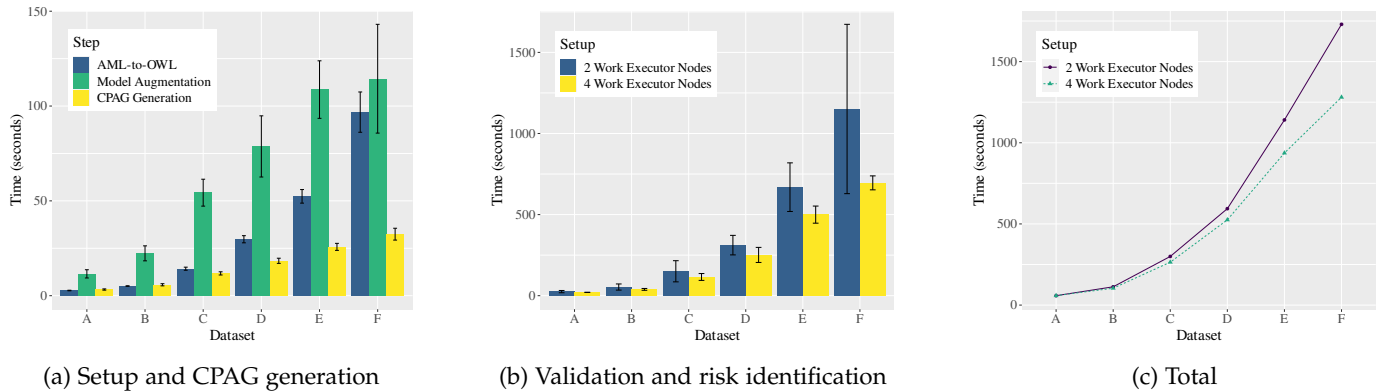 150
100
50
0
Time (seconds)
Step
AML-to-OWL
Model Augmentation
CPAG Generation
A B C D E F
Dataset
(a) Setup and CPAG generation
1500
1000
500
0
Time (seconds)
Setup
2 Work Executor Nodes
4 Work Executor Nodes
A B C D E F
Dataset
(b) Validation and risk identification
1500
1000
500
0
Time (seconds)
Setup
2 Work Executor Nodes
4 Work Executor Nodes
A B C D E F
Dataset
(c) Total